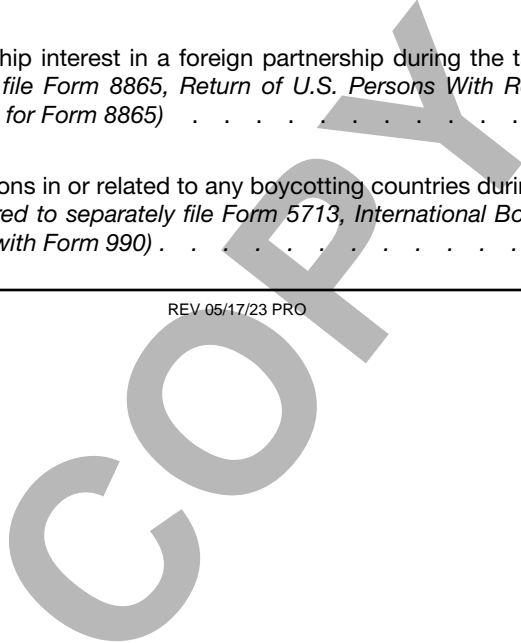 hip interest in a foreign partnership during the t
file Form 8865, Return of U.S. Persons With R
for Form 8865) . . . . . . . . . . . .
ons in or related to any boycotting countries duri
red to separately file Form 5713, International Bo
with Form 990) . . . . . . . . . . . .
REV 05/17/23 PRO
COPY